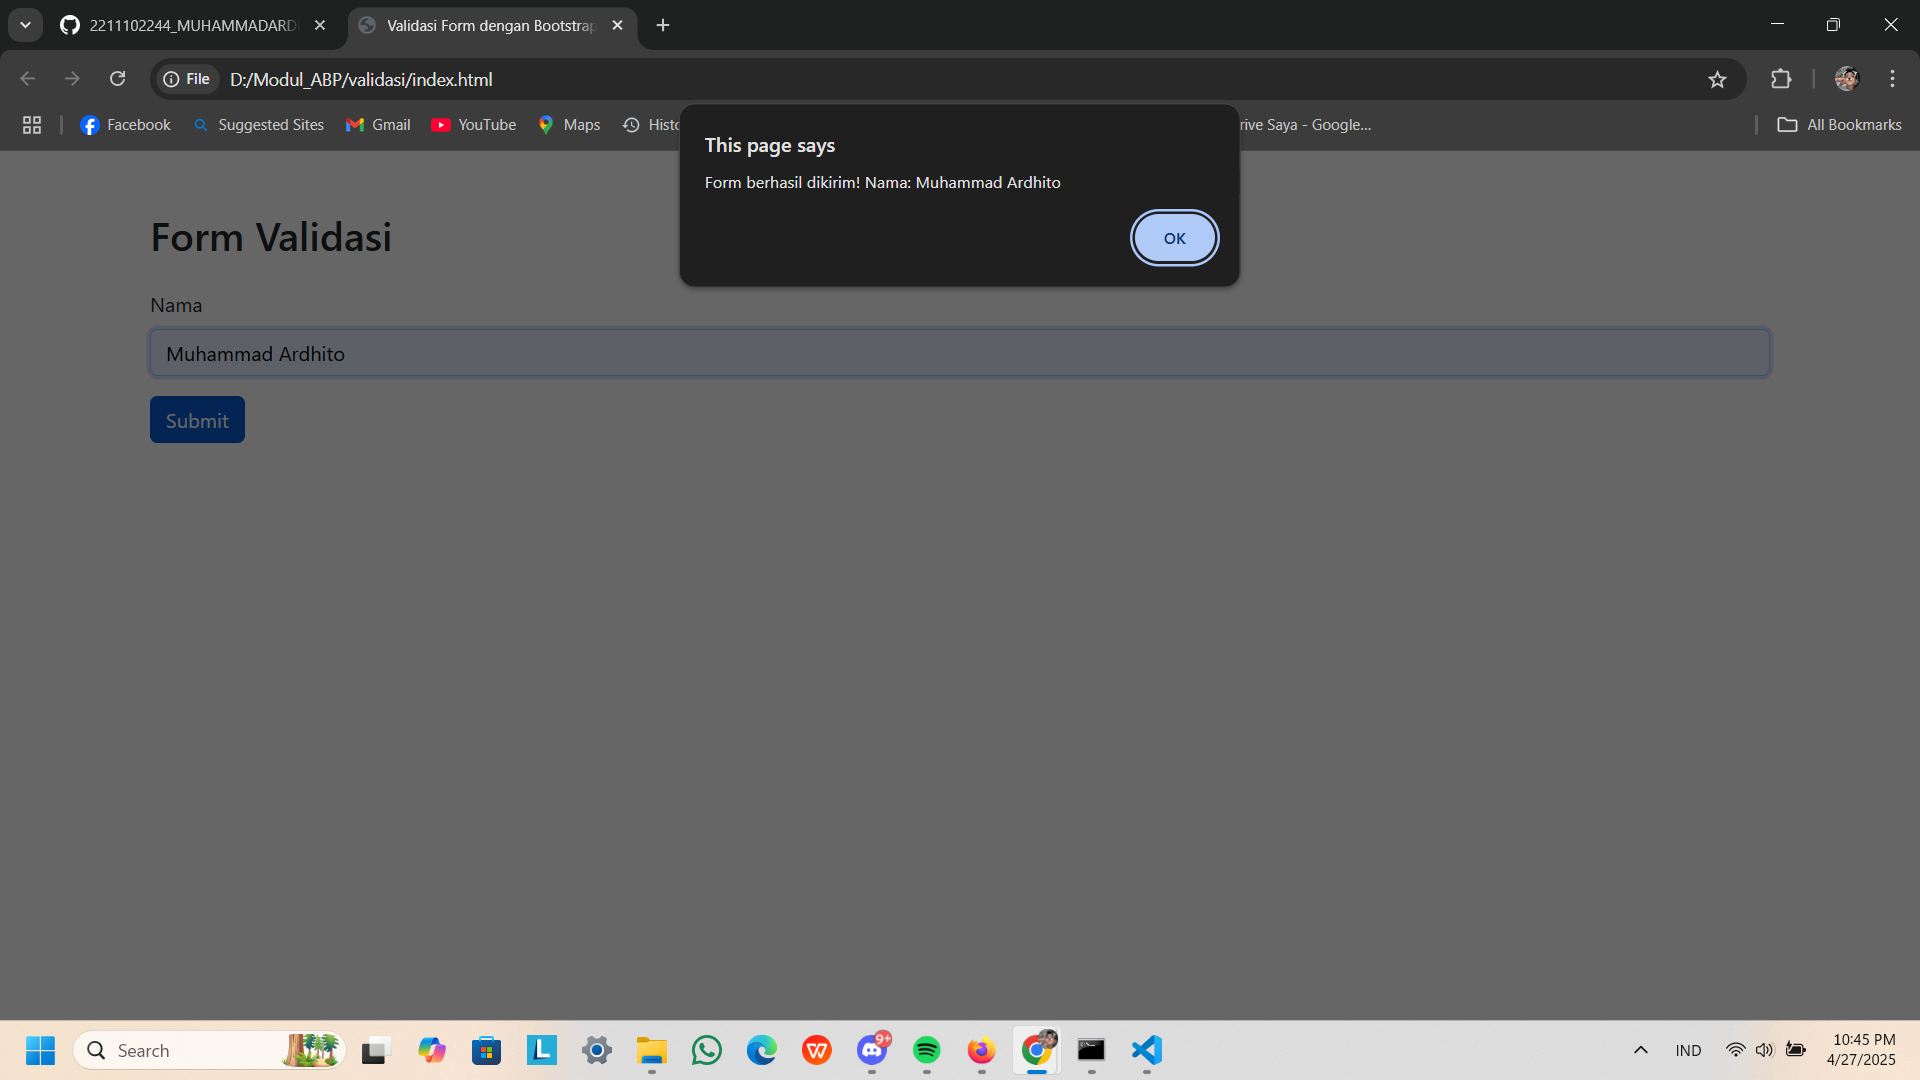 2211102244_MUHAMMADARD
Validasi Form dengan Bootstrap
File
D:/Modul_ABP/validasi/index.html
Facebook
Suggested Sites
Gmail
YouTube
Maps
Histo
rive Saya - Google...
All Bookmarks
This page says
Form berhasil dikirim! Nama: Muhammad Ardhito
OK
Form Validasi
Nama
Muhammad Ardhito
Submit
Search
9+
IND
10:45 PM
4/27/2025